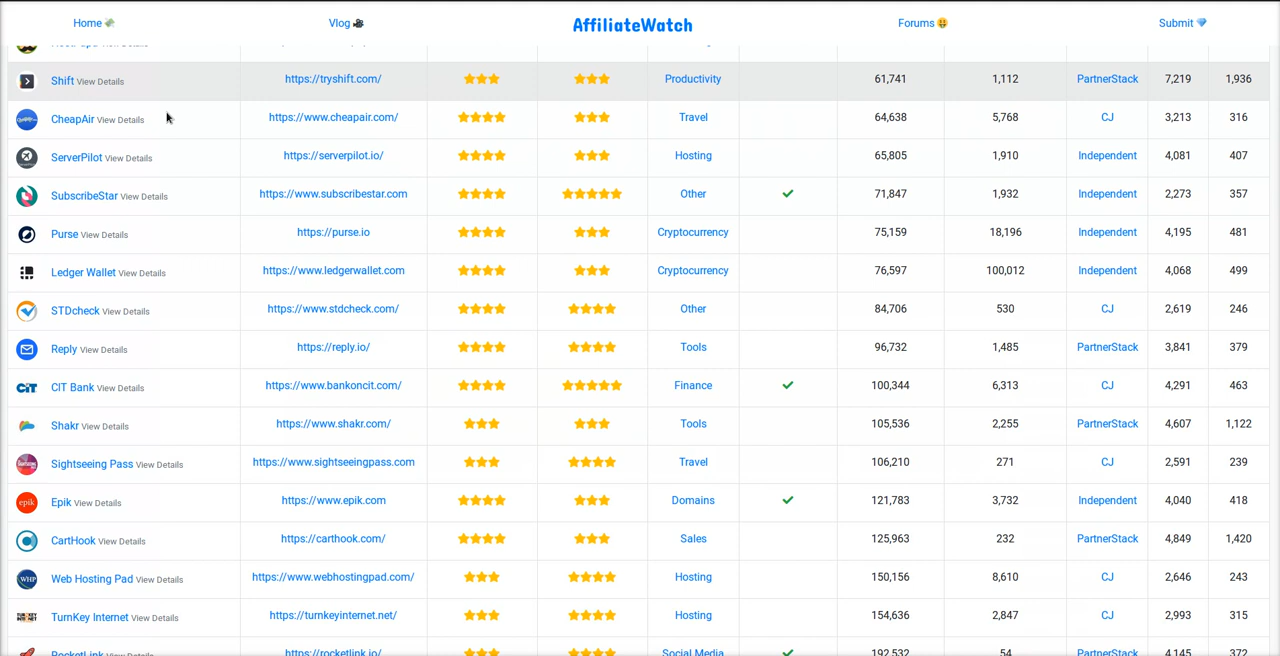 Home Vlog AffiliateWatch Forums Submit
Shift View Details https://tryshift.com/ Productivity 61,741 1,112 PartnerStack 7,219 1,936
CheapAir View Details https://www.cheapair.com/ Travel 64,638 5,768 CJ 3,213 316
ServerPilot View Details https://serverpilot.io/ Hosting 65,805 1,910 Independent 4,081 407
SubscribeStar View Details https://www.subscribestar.com Other 71,847 1,932 Independent 2,273 357
Purse View Details https://purse.io Cryptocurrency 75,159 18,196 Independent 4,195 481
Ledger Wallet View Details https://www.ledgerwallet.com Cryptocurrency 76,597 100,012 Independent 4,068 499
STDcheck View Details https://www.stdcheck.com/ Other 84,706 530 CJ 2,619 246
Reply View Details https://reply.io/ Tools 96,732 1,485 PartnerStack 3,841 379
CIT CIT Bank View Details https://www.bankoncit.com/ Finance 100,344 6,313 CJ 4,291 463
Shakr View Details https://www.shakr.com/ Tools 105,536 2,255 PartnerStack 4,607 1,122
Sightseeing Pass View Details https://www.sightseeingpass.com Travel 106,210 271 CJ 2,591 239
epik Epik View Details https://www.epik.com Domains 121,783 3,732 Independent 4,040 418
CartHook View Details https://carthook.com/ Sales 125,963 232 PartnerStack 4,849 1,420
WHP Web Hosting Pad View Details https://www.webhostingpad.com/ Hosting 150,156 8,610 CJ 2,646 243
TurnKey Internet View Details https://turnkeyinternet.net/ Hosting 154,636 2,847 CJ 2,993 315
RocketLink View Details https://rocketlink.io/ Social Media 192,532 54 PartnerStack 4,145 372